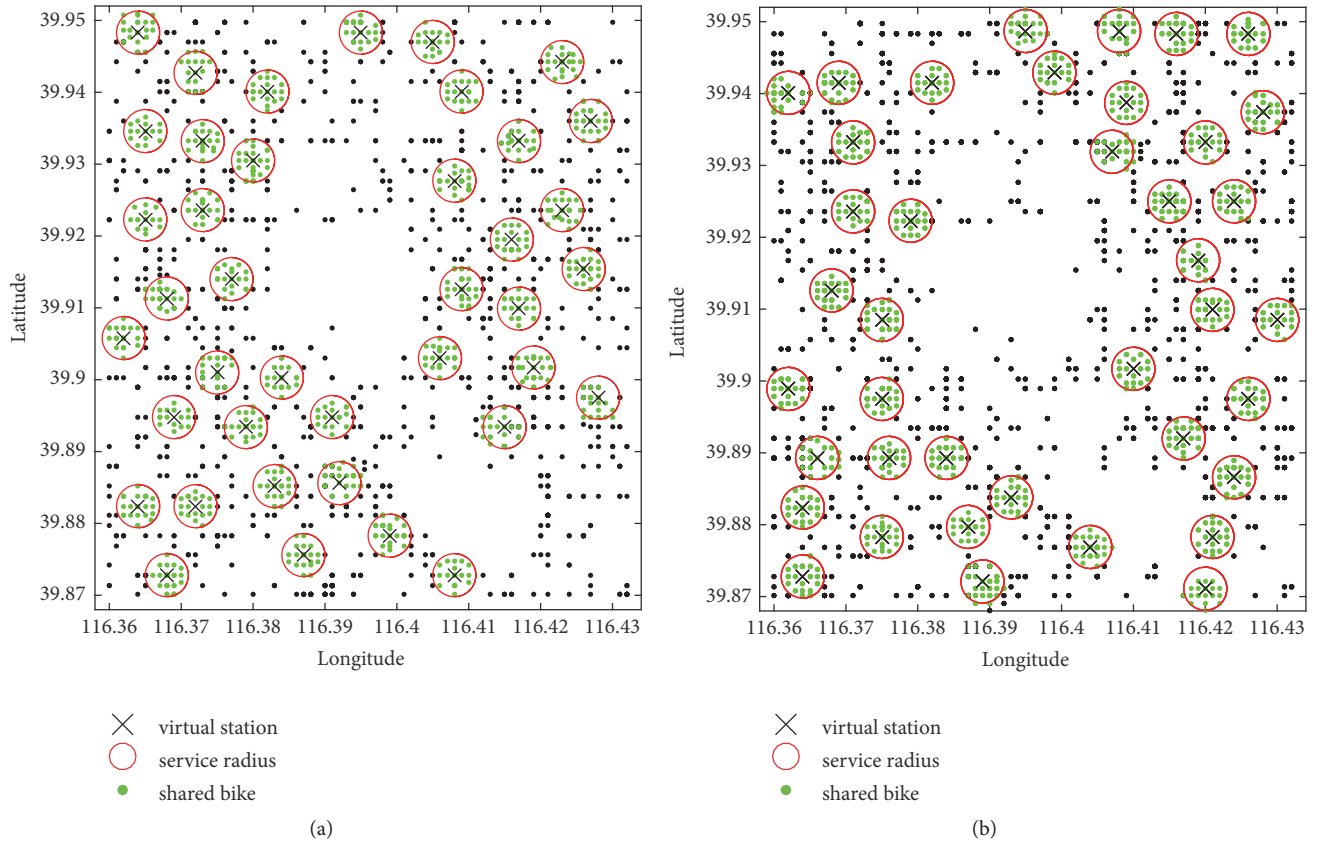 39.95
39.94
39.93
39.92
39.91
39.9
39.89
39.88
39.87
Latitude
116.36 116.37 116.38 116.39 116.4 116.41 116.42 116.43
Longitude
virtual station
service radius
shared bike
(a)
39.95
39.94
39.93
39.92
39.91
39.9
39.89
39.88
39.87
Latitude
116.36 116.37 116.38 116.39 116.4 116.41 116.42 116.43
Longitude
virtual station
service radius
shared bike
(b)